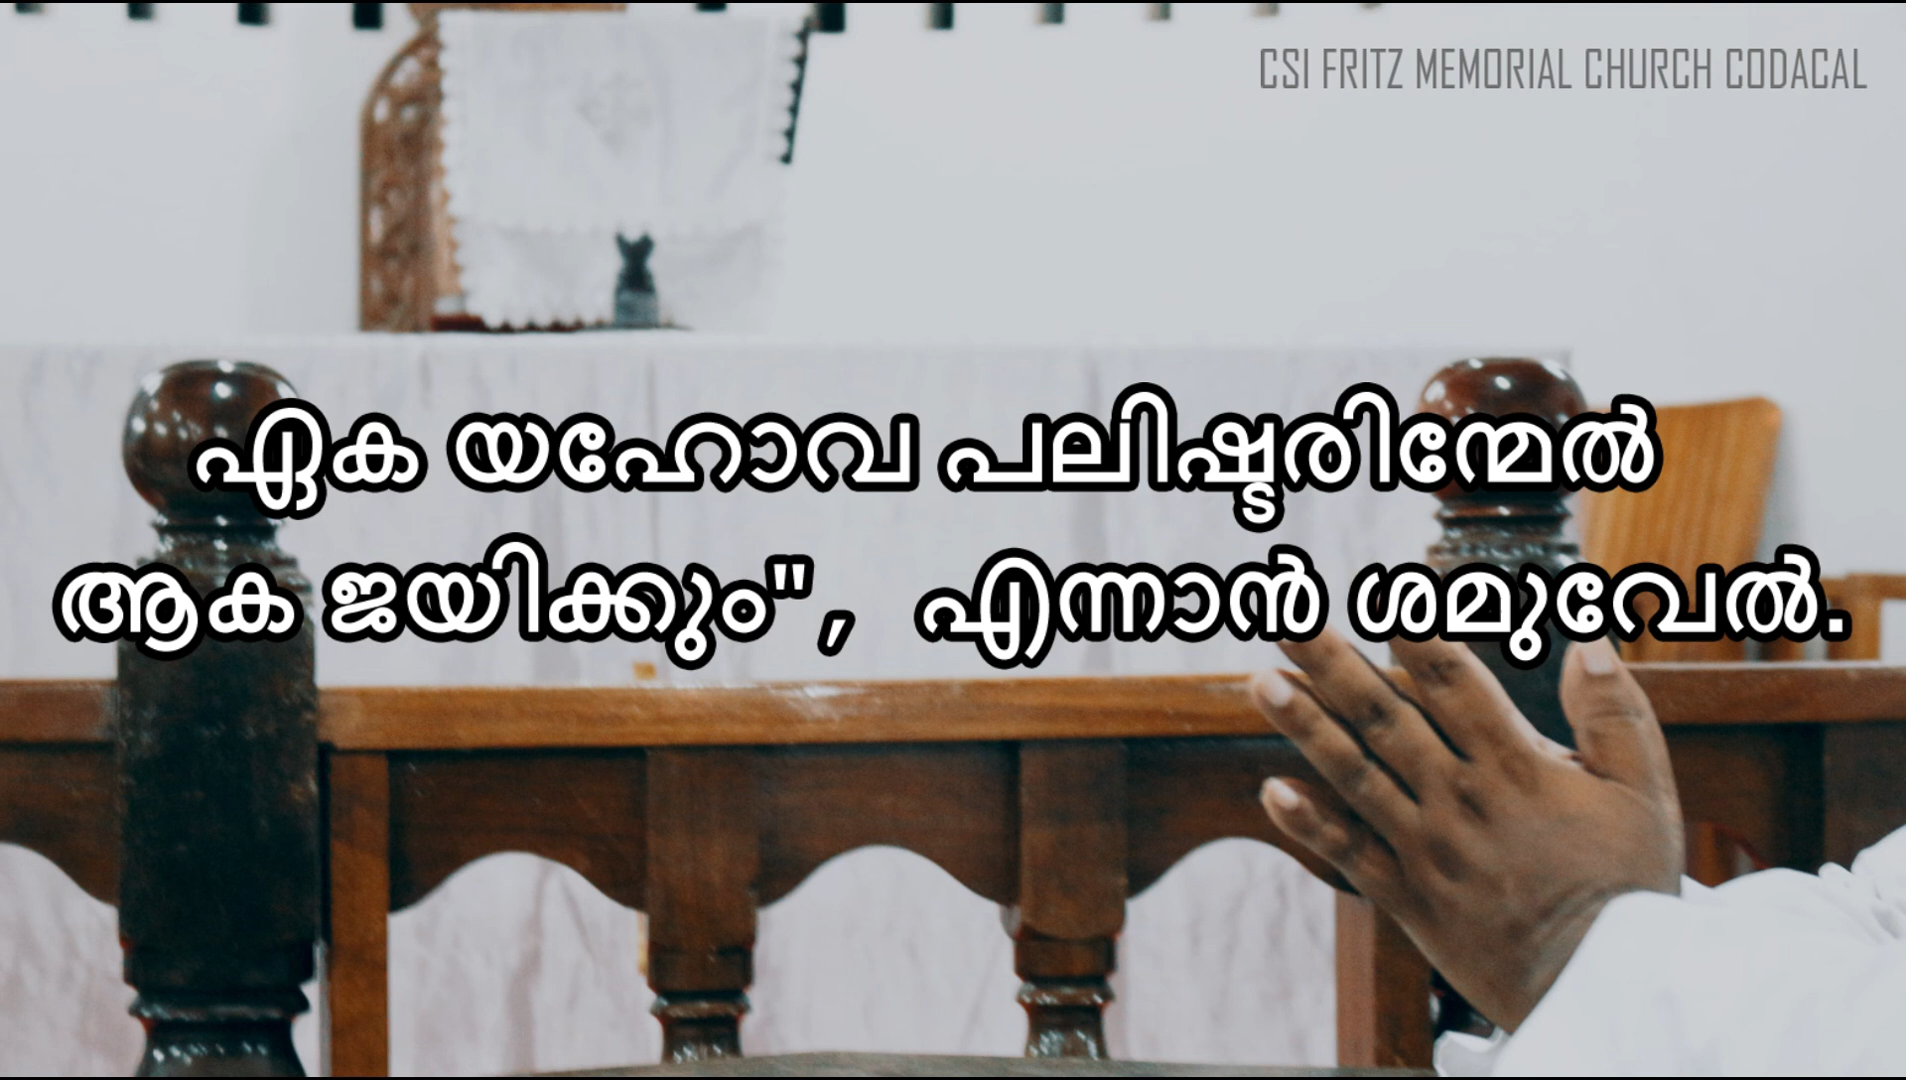 CSI FRITZ MEMORIAL CHURCH CODACAL
ഏക യഹോവ പലിഷ്ടരിന്മേൽ
ആക ജയിക്കും", എന്നാൻ ശമുവേൽ.